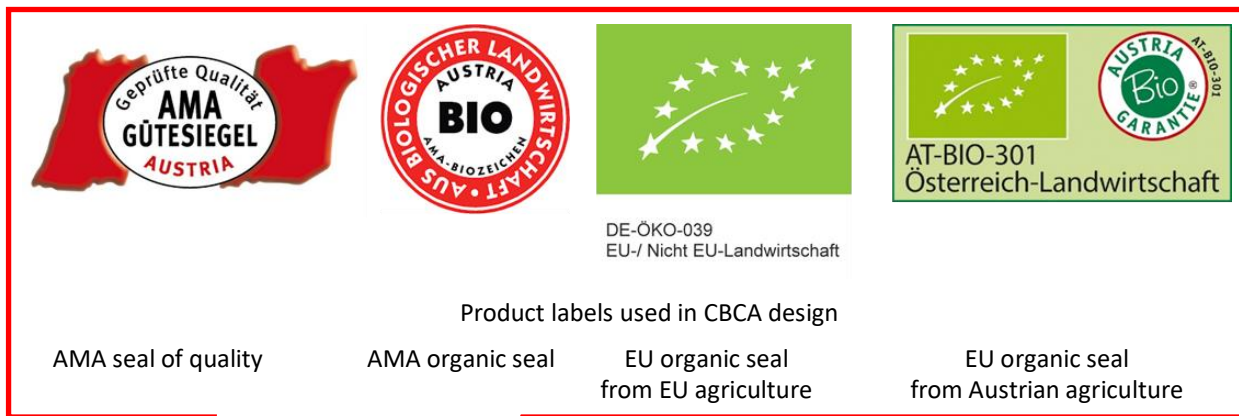 Geprüfte Qualität
AMA
GÜTESIEGEL
AUSTRIA
AUS BIOLOGISCHER LANDWIRTSCHAFT
AUSTRIA
BIO
AMA-BIOZEICHEN
DE-ÖKO-039
EU-/ Nicht EU-Landwirtschaft
AUSTRIA
Bio
GARANTIE
®
AT-BIO-301
AT-BIO-301
Österreich-Landwirtschaft
Product labels used in CBCA design
AMA seal of quality
AMA organic seal
EU organic seal
from EU agriculture
EU organic seal
from Austrian agriculture